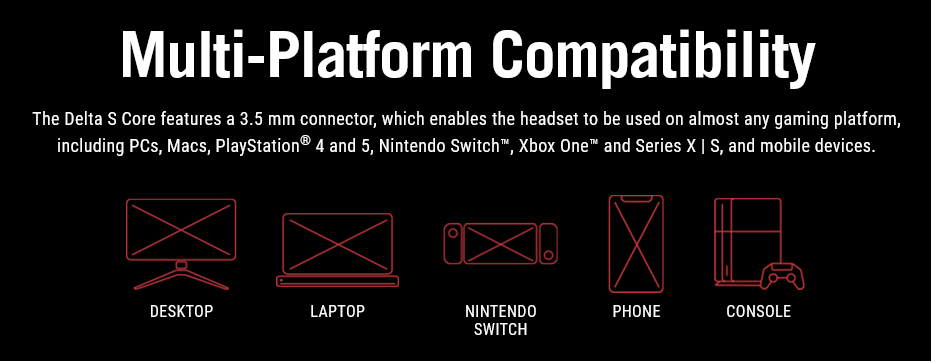 Multi-Platform Compatibility
The Delta S Core features a 3.5 mm connector, which enables the headset to be used on almost any gaming platform,
including PCs, Macs, PlayStation® 4 and 5, Nintendo Switch™, Xbox One™ and Series X | S, and mobile devices.
DESKTOP
LAPTOP
NINTENDO
SWITCH
PHONE
CONSOLE